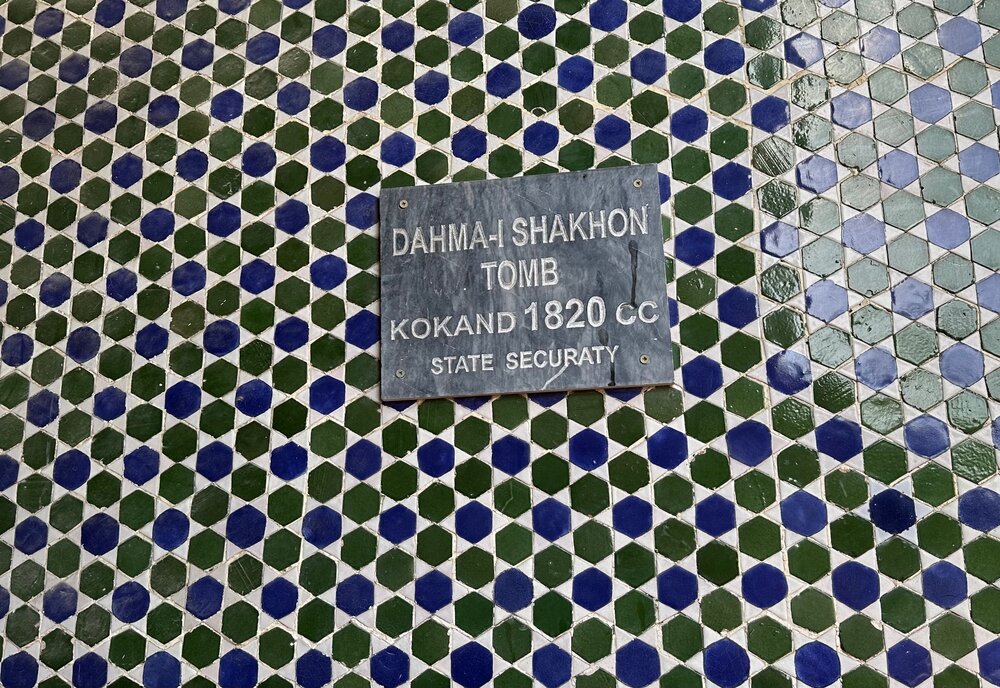 DAHMA-I SHAKHON
TOMB
KOKAND 1820 CC
STATE SECURATY